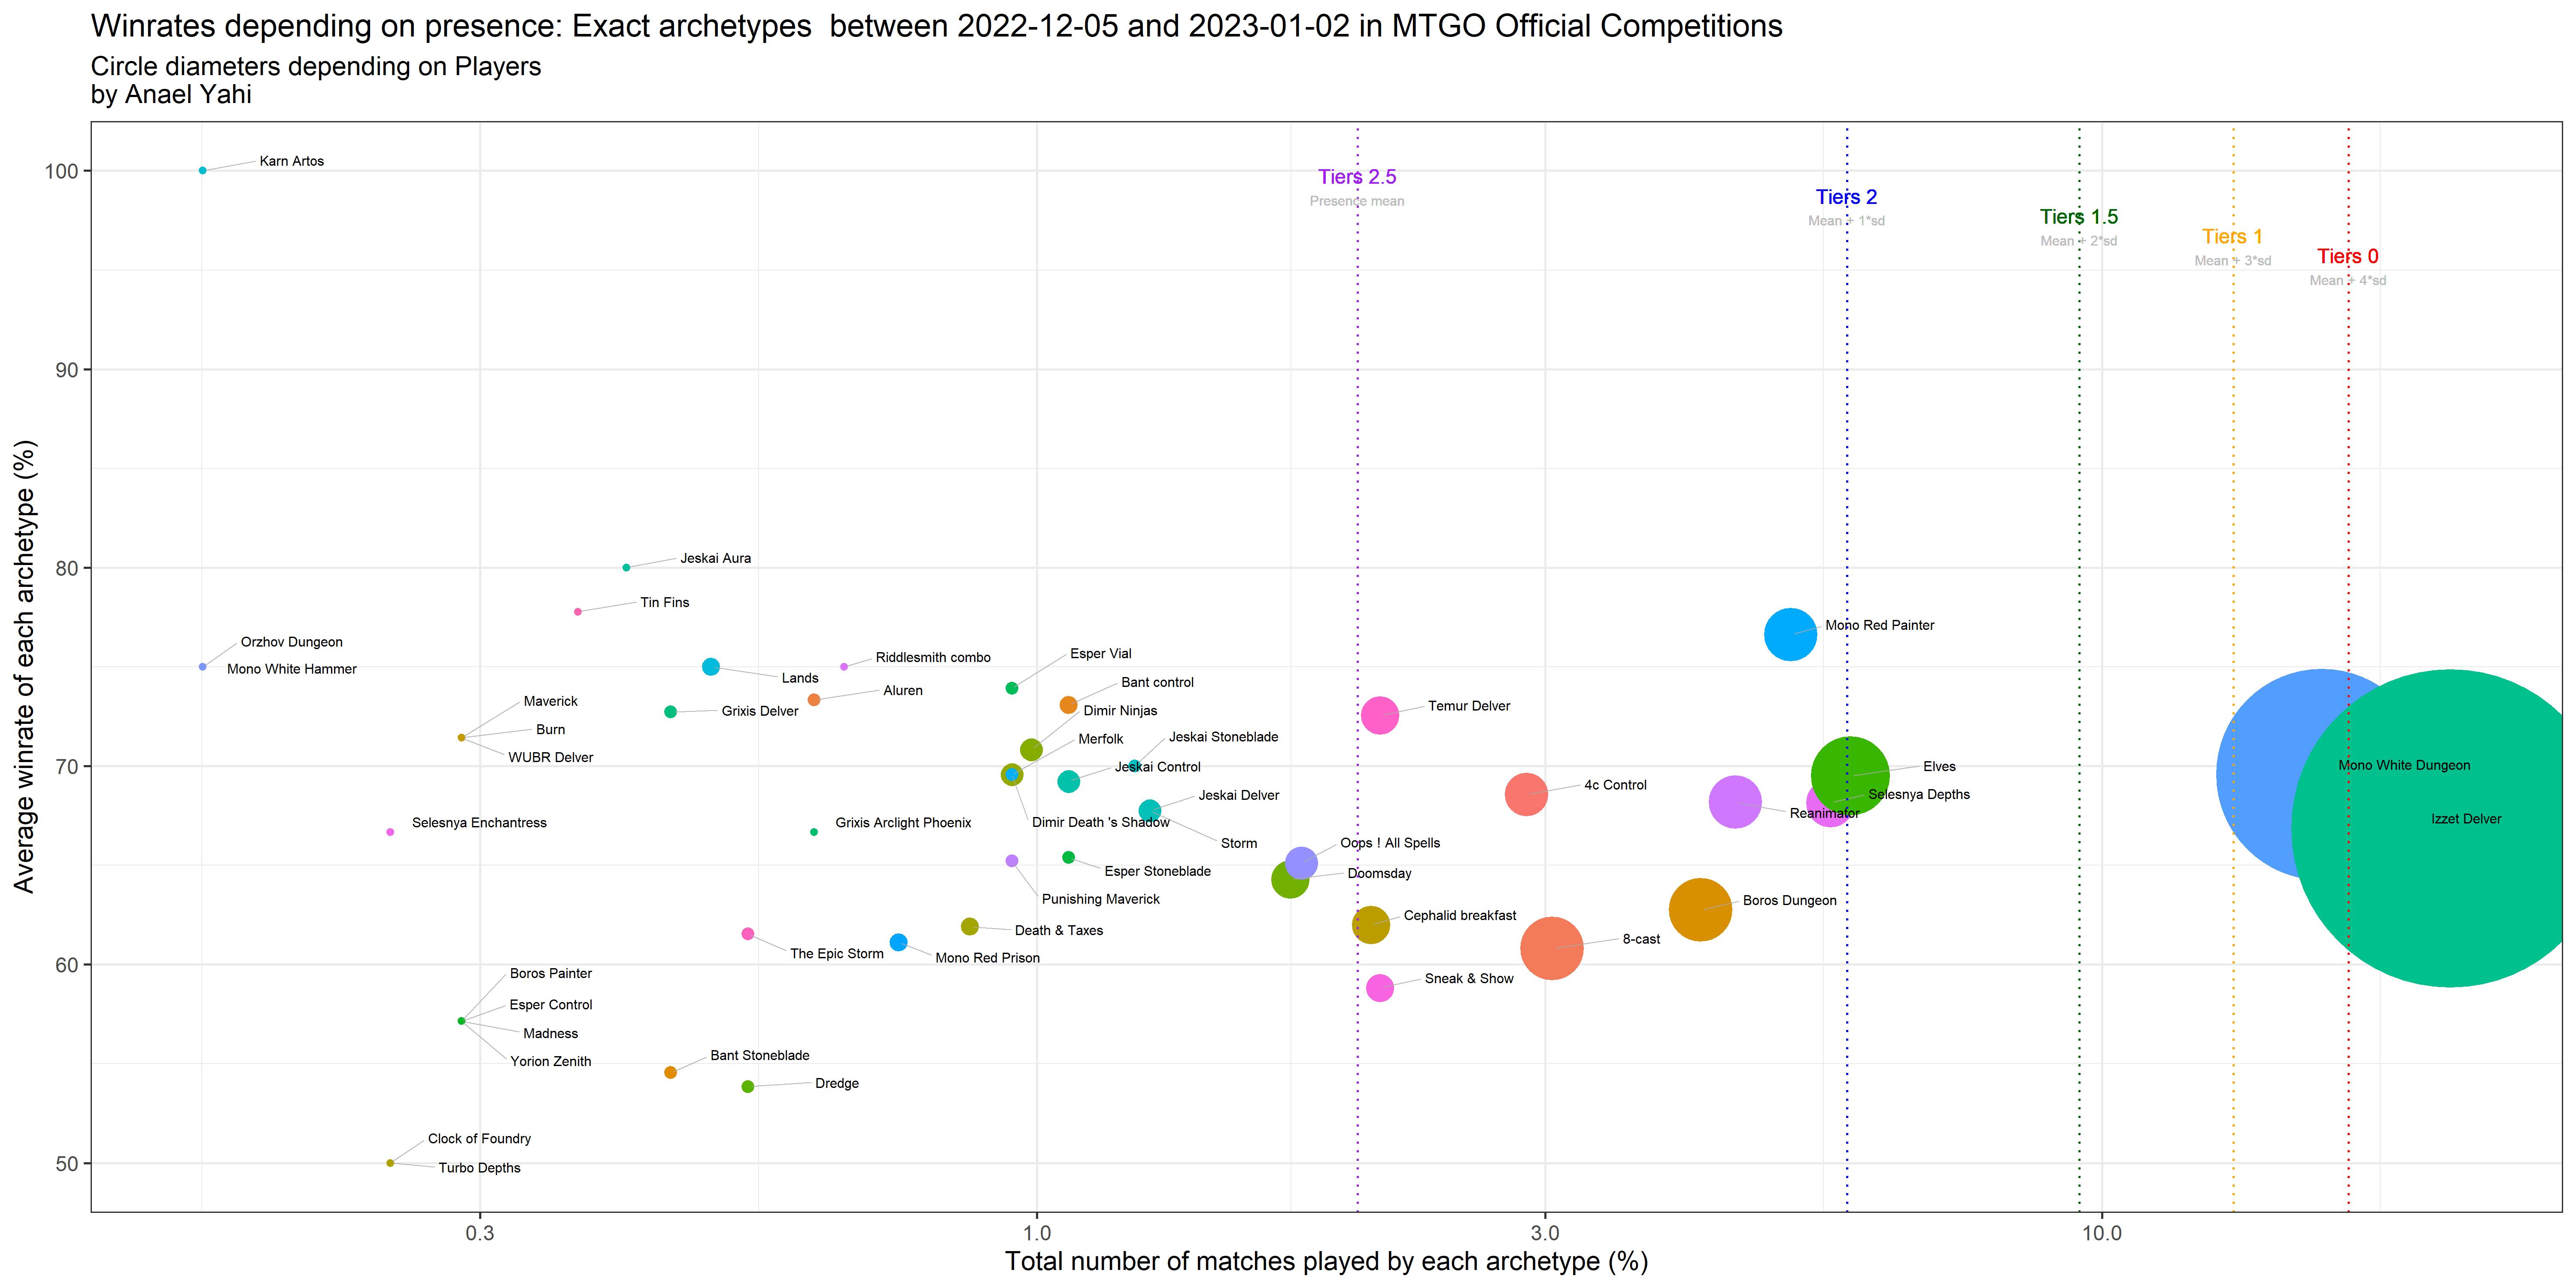 Winrates depending on presence: Exact archetypes  between 2022-12-05 and 2023-01-02 in MTGO Official Competitions
Circle diameters depending on Players
by Anael Yahi
Average winrate of each archetype (%)
100
90
80
70
60
50
Karn Artos
Tiers 2.5
Presence mean
Tiers 2
Mean + 1*sd
Tiers 1.5
Mean + 2*sd
Tiers 1
Mean + 3*sd
Tiers 0
Mean + 4*sd
Jeskai Aura
Tin Fins
Mono Red Painter
Orzhov Dungeon
Mono White Hammer
Esper Vial
Riddlesmith combo
Lands
Bant control
Aluren
Maverick
Temur Delver
Grixis Delver
Dimir Ninjas
Burn
Merfolk
Jeskai Stoneblade
WUBR Delver
Jeskai Control
Elves
Mono White Dungeon
4c Control
Jeskai Delver
Selesnya Depths
Reanimator
Izzet Delver
Selesnya Enchantress
Grixis Arclight Phoenix
Dimir Death 's Shadow
Storm
Oops ! All Spells
Esper Stoneblade
Doomsday
Punishing Maverick
Boros Dungeon
Cephalid breakfast
Death & Taxes
8-cast
The Epic Storm
Mono Red Prison
Boros Painter
Sneak & Show
Esper Control
Madness
Yorion Zenith
Bant Stoneblade
Dredge
Clock of Foundry
Turbo Depths
0.3
1.0
3.0
10.0
Total number of matches played by each archetype (%)